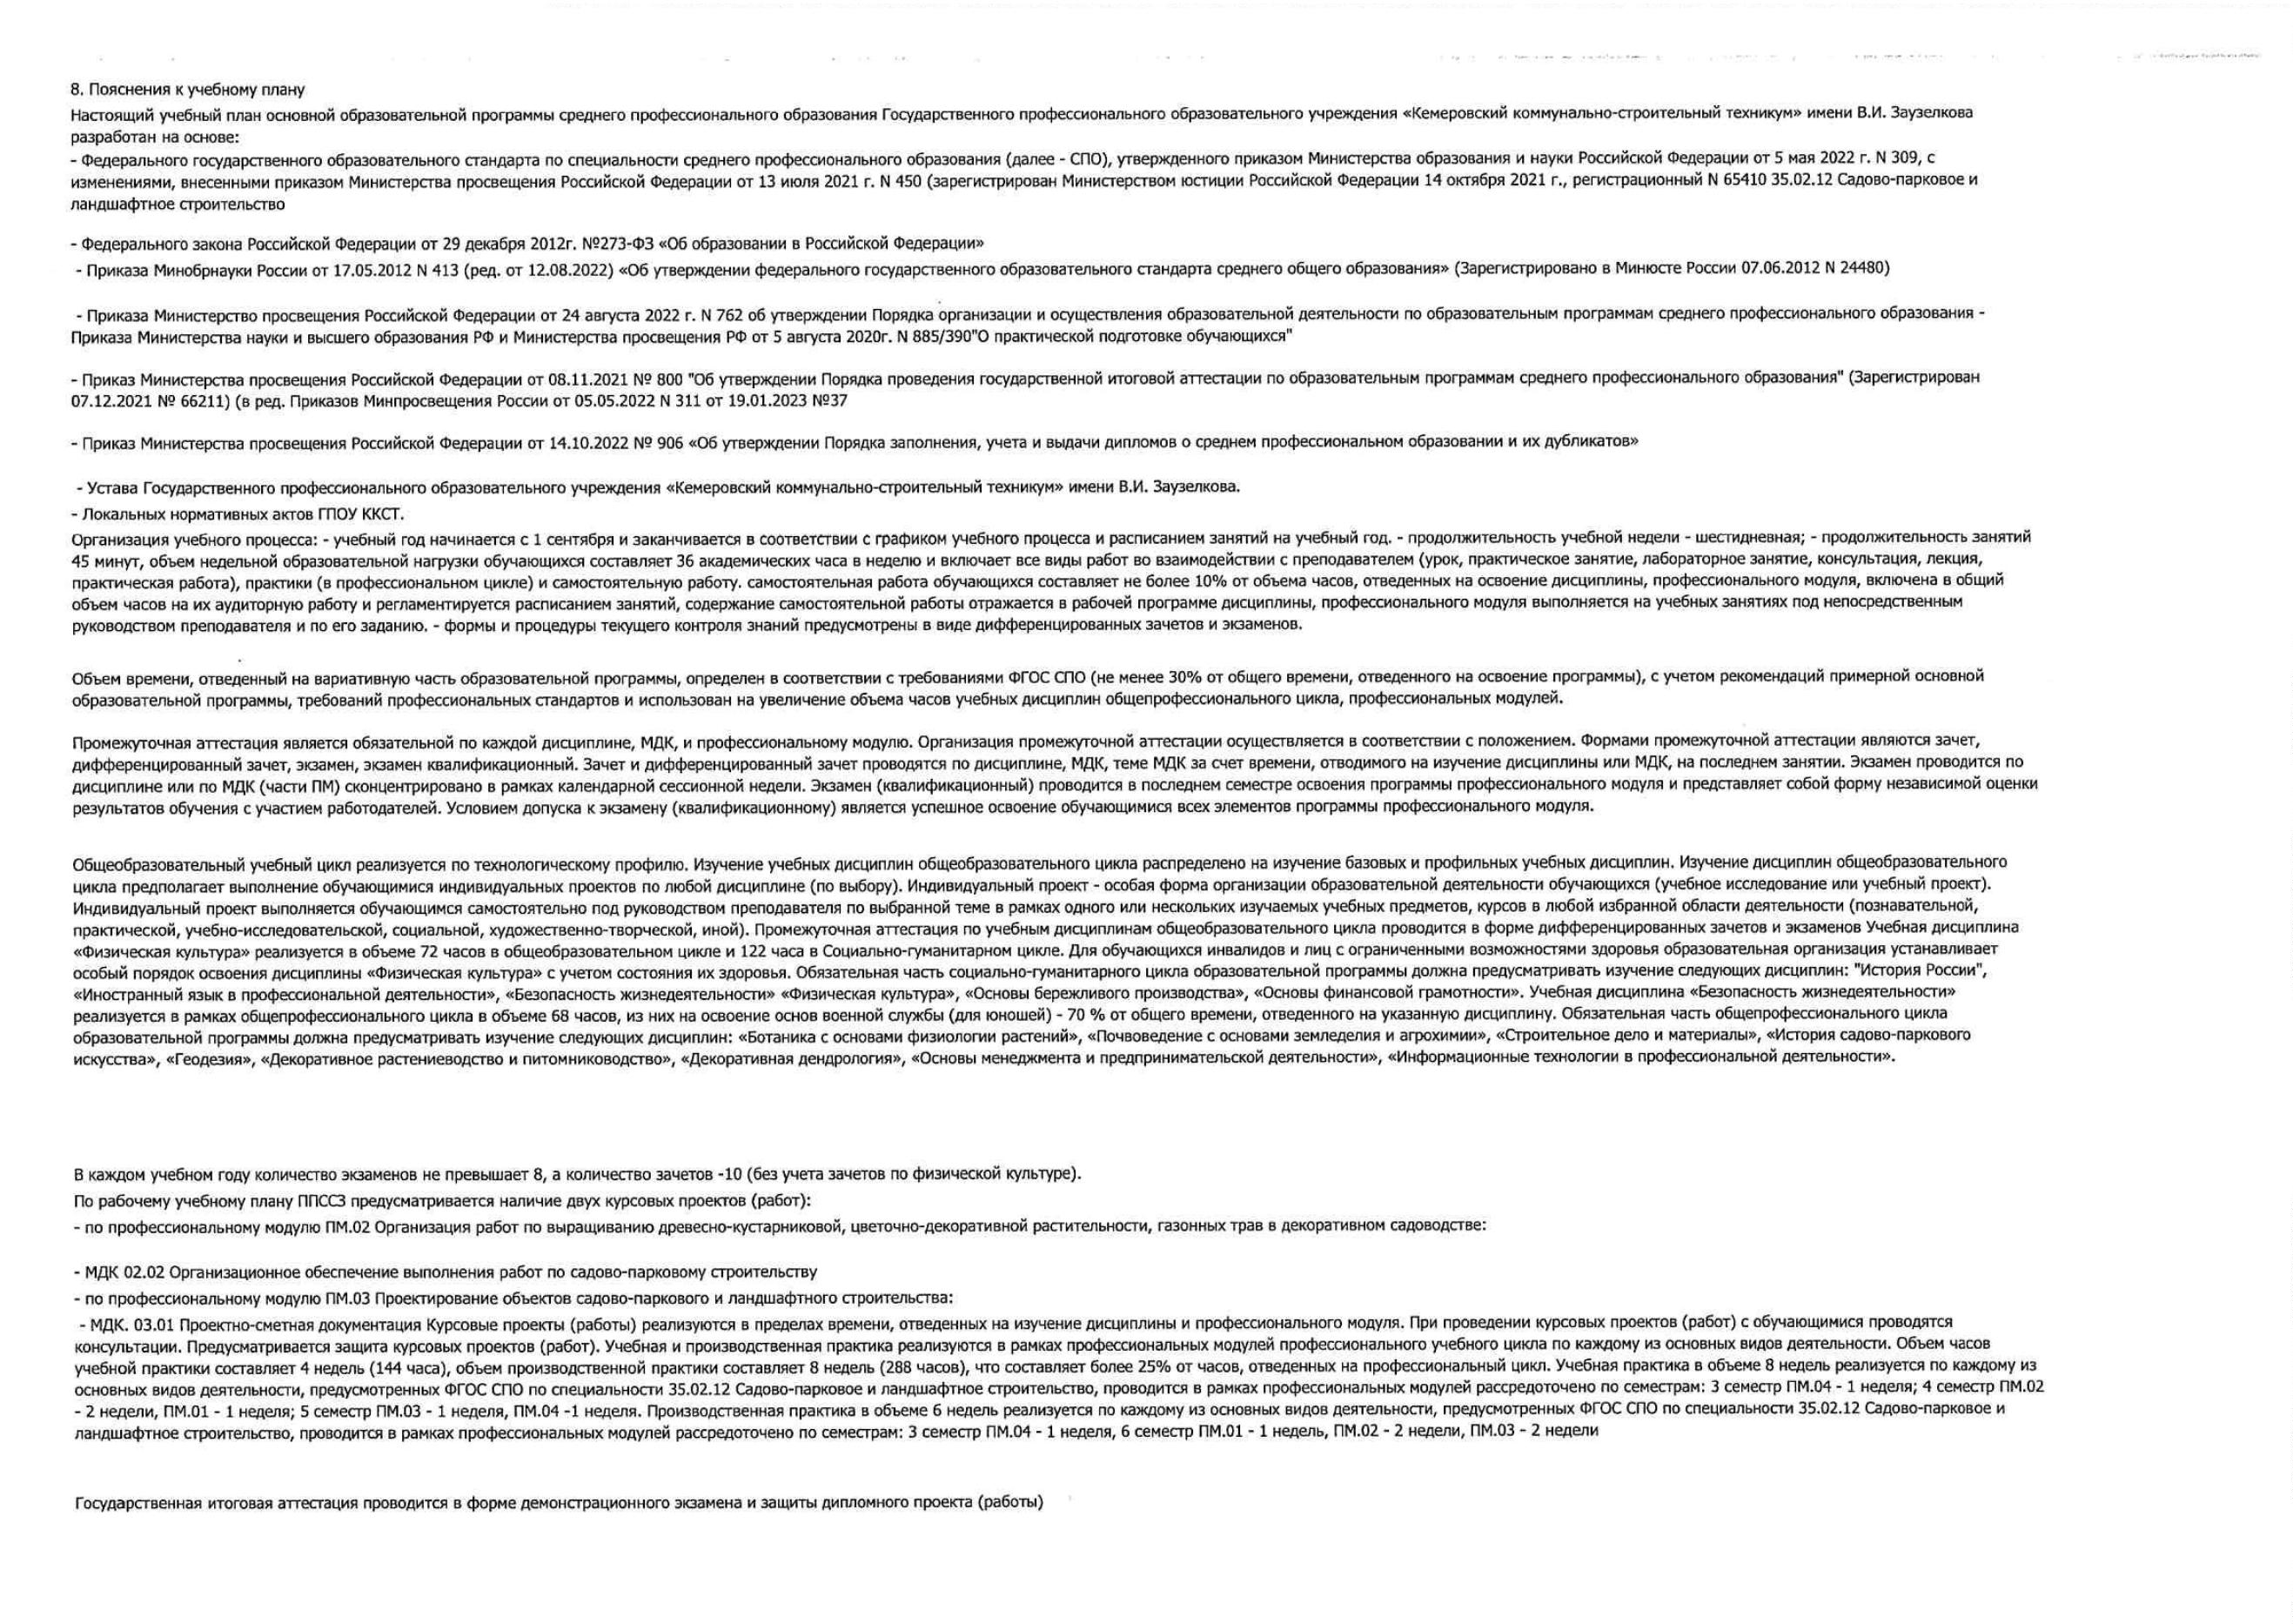 8. Пояснения к учебному плану
Настоящий учебный план основной образовательной программы среднего профессионального образования Государственного профессионального образовательного учреждения «Кемеровский коммунально-строительный техникум» имени В.И. Заузелкова
разработан на основе:
- Федерального государственного образовательного стандарта по специальности среднего профессионального образования (далее - СПО), утвержденного приказом Министерства образования и науки Российской Федерации от 5 мая 2022 г. N 309, с
изменениями, внесенными приказом Министерства просвещения Российской Федерации от 13 июля 2021 г. N 450 (зарегистрирован Министерством юстиции Российской Федерации 14 октября 2021 г., регистрационный N 65410 35.02.12 Садово-парковое и
ландшафтное строительство
- Федерального закона Российской Федерации от 29 декабря 2012г. №273-ФЗ «Об образовании в Российской Федерации»
- Приказа Минобрнауки России от 17.05.2012 N 413 (ред. от 12.08.2022) «Об утверждении федерального государственного образовательного стандарта среднего общего образования» (Зарегистрировано в Минюсте России 07.06.2012 N 24480)
- Приказа Министерство просвещения Российской Федерации от 24 августа 2022 г. N 762 об утверждении Порядка организации и осуществления образовательной деятельности по образовательным программам среднего профессионального образования -
Приказа Министерства науки и высшего образования РФ и Министерства просвещения РФ от 5 августа 2020г. N 885/390"О практической подготовке обучающихся"
- Приказ Министерства просвещения Российской Федерации от 08.11.2021 № 800 "Об утверждении Порядка проведения государственной итоговой аттестации по образовательным программам среднего профессионального образования" (Зарегистрирован
07.12.2021 № 66211) (в ред. Приказов Минпросвещения России от 05.05.2022 N 311 от 19.01.2023 №37
- Приказ Министерства просвещения Российской Федерации от 14.10.2022 № 906 «Об утверждении Порядка заполнения, учета и выдачи дипломов о среднем профессиональном образовании и их дубликатов»
- Устава Государственного профессионального образовательного учреждения «Кемеровский коммунально-строительный техникум» имени В.И. Заузелкова.
- Локальных нормативных актов ГПОУ ККСТ.
Организация учебного процесса: - учебный год начинается с 1 сентября и заканчивается в соответствии с графиком учебного процесса и расписанием занятий на учебный год. - продолжительность учебной недели - шестидневная; - продолжительность занятий
45 минут, объем недельной образовательной нагрузки обучающихся составляет 36 академических часа в неделю и включает все виды работ во взаимодействии с преподавателем (урок, практическое занятие, лабораторное занятие, консультация, лекция,
практическая работа), практики (в профессиональном цикле) и самостоятельную работу. самостоятельная работа обучающихся составляет не более 10% от объема часов, отведенных на освоение дисциплины, профессионального модуля, включена в общий
объем часов на их аудиторную работу и регламентируется расписанием занятий, содержание самостоятельной работы отражается в рабочей программе дисциплины, профессионального модуля выполняется на учебных занятиях под непосредственным
руководством преподавателя и по его заданию. - формы и процедуры текущего контроля знаний предусмотрены в виде дифференцированных зачетов и экзаменов.
Объем времени, отведенный на вариативную часть образовательной программы, определен в соответствии с требованиями ФГОС СПО (не менее 30% от общего времени, отведенного на освоение программы), с учетом рекомендаций примерной основной
образовательной программы, требований профессиональных стандартов и использован на увеличение объема часов учебных дисциплин общепрофессионального цикла, профессиональных модулей.
Промежуточная аттестация является обязательной по каждой дисциплине, МДК, и профессиональному модулю. Организация промежуточной аттестации осуществляется в соответствии с положением. Формами промежуточной аттестации являются зачет,
дифференцированный зачет, экзамен, экзамен квалификационный. Зачет и дифференцированный зачет проводятся по дисциплине, МДК, теме МДК за счет времени, отводимого на изучение дисциплины или МДК, на последнем занятии. Экзамен проводится по
дисциплине или по МДК (части ПМ) сконцентрировано в рамках календарной сессионной недели. Экзамен (квалификационный) проводится в последнем семестре освоения программы профессионального модуля и представляет собой форму независимой оценки
результатов обучения с участием работодателей. Условием допуска к экзамену (квалификационному) является успешное освоение обучающимися всех элементов программы профессионального модуля.
Общеобразовательный учебный цикл реализуется по технологическому профилю. Изучение учебных дисциплин общеобразовательного цикла распределено на изучение базовых и профильных учебных дисциплин. Изучение дисциплин общеобразовательного
цикла предполагает выполнение обучающимися индивидуальных проектов по любой дисциплине (по выбору). Индивидуальный проект - особая форма организации образовательной деятельности обучающихся (учебное исследование или учебный проект).
Индивидуальный проект выполняется обучающимся самостоятельно под руководством преподавателя по выбранной теме в рамках одного или нескольких изучаемых учебных предметов, курсов в любой избранной области деятельности (познавательной,
практической, учебно-исследовательской, социальной, художественно-творческой, иной). Промежуточная аттестация по учебным дисциплинам общеобразовательного цикла проводится в форме дифференцированных зачетов и экзаменов Учебная дисциплина
«Физическая культура» реализуется в объеме 72 часов в общеобразовательном цикле и 122 часа в Социально-гуманитарном цикле. Для обучающихся инвалидов и лиц с ограниченными возможностями здоровья образовательная организация устанавливает
особый порядок освоения дисциплины «Физическая культура» с учетом состояния их здоровья. Обязательная часть социально-гуманитарного цикла образовательной программы должна предусматривать изучение следующих дисциплин: "История России",
«Иностранный язык в профессиональной деятельности», «Безопасность жизнедеятельности» «Физическая культура», «Основы бережливого производства», «Основы финансовой грамотности». Учебная дисциплина «Безопасность жизнедеятельности»
реализуется в рамках общепрофессионального цикла в объеме 68 часов, из них на освоение основ военной службы (для юношей) - 70 % от общего времени, отведенного на указанную дисциплину. Обязательная часть общепрофессионального цикла
образовательной программы должна предусматривать изучение следующих дисциплин: «Ботаника с основами физиологии растений», «Почвоведение с основами земледелия и агрохимии», «Строительное дело и материалы», «История садово-паркового
искусства», «Геодезия», «Декоративное растениеводство и питомниководство», «Декоративная дендрология», «Основы менеджмента и предпринимательской деятельности», «Информационные технологии в профессиональной деятельности».
В каждом учебном году количество экзаменов не превышает 8, а количество зачетов -10 (без учета зачетов по физической культуре).
По рабочему учебному плану ППССЗ предусматривается наличие двух курсовых проектов (работ):
- по профессиональному модулю ПМ.02 Организация работ по выращиванию древесно-кустарниковой, цветочно-декоративной растительности, газонных трав в декоративном садоводстве:
- МДК 02.02 Организационное обеспечение выполнения работ по садово-парковому строительству
- по профессиональному модулю ПМ.03 Проектирование объектов садово-паркового и ландшафтного строительства:
- МДК. 03.01 Проектно-сметная документация Курсовые проекты (работы) реализуются в пределах времени, отведенных на изучение дисциплины и профессионального модуля. При проведении курсовых проектов (работ) с обучающимися проводятся
консультации. Предусматривается защита курсовых проектов (работ). Учебная и производственная практика реализуются в рамках профессиональных модулей профессионального учебного цикла по каждому из основных видов деятельности. Объем часов
учебной практики составляет 4 недель (144 часа), объем производственной практики составляет 8 недель (288 часов), что составляет более 25% от часов, отведенных на профессиональный цикл. Учебная практика в объеме 8 недель реализуется по каждому из
основных видов деятельности, предусмотренных ФГОС СПО по специальности 35.02.12 Садово-парковое и ландшафтное строительство, проводится в рамках профессиональных модулей рассредоточено по семестрам: 3 семестр ПМ.04 - 1 неделя; 4 семестр ПМ.02
- 2 недели, ПМ.01 - 1 неделя; 5 семестр ПМ.03 - 1 неделя, ПМ.04 -1 неделя. Производственная практика в объеме 6 недель реализуется по каждому из основных видов деятельности, предусмотренных ФГОС СПО по специальности 35.02.12 Садово-парковое и
ландшафтное строительство, проводится в рамках профессиональных модулей рассредоточено по семестрам: 3 семестр ПМ.04 - 1 неделя, 6 семестр ПМ.01 - 1 недель, ПМ.02 - 2 недели, ПМ.03 - 2 недели
Государственная итоговая аттестация проводится в форме демонстрационного экзамена и защиты дипломного проекта (работы)